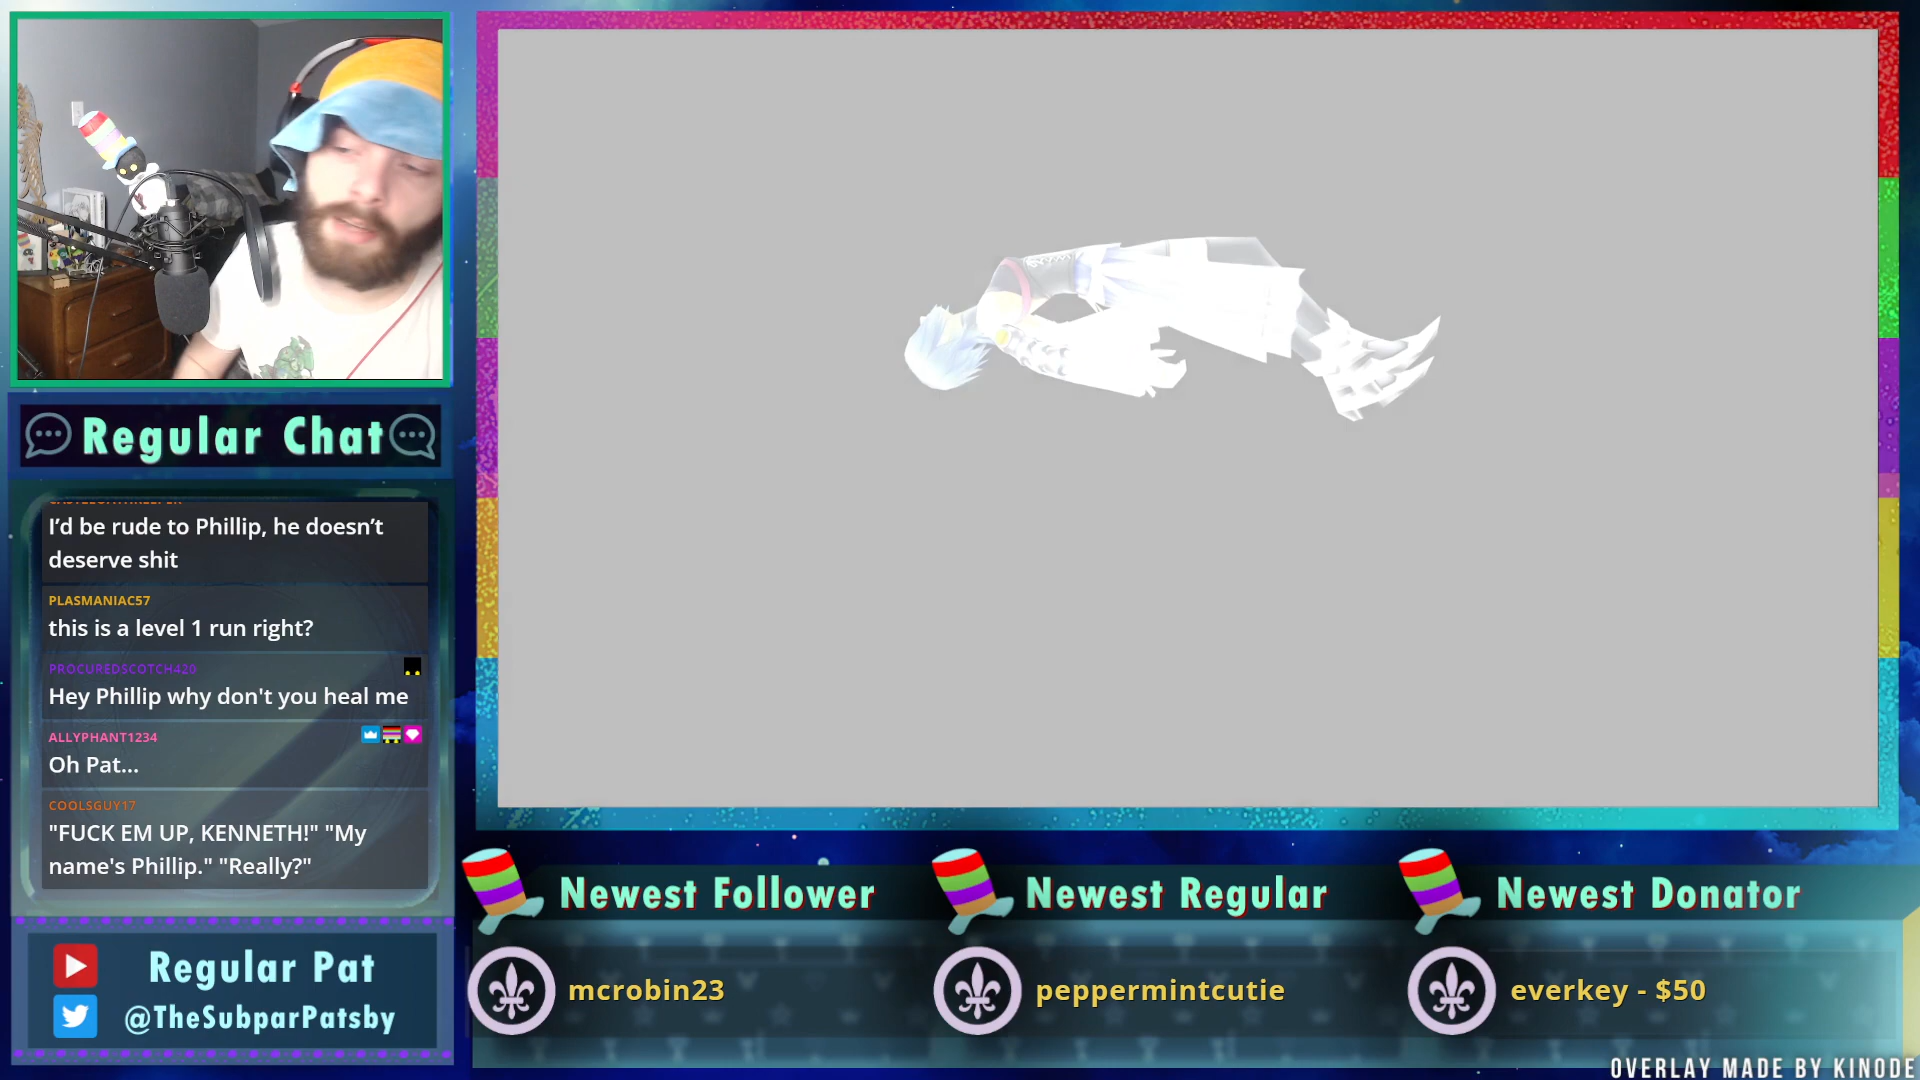 Regular Chat
I'd be rude to Phillip, he doesn't
deserve shit
PLASMANIAC57
this is a level 1 run right?
PROCUREDSCOTCH420
Hey Phillip why don't you heal me
ALLYPHANT1234
Oh Pat...
COOLSGUY17
"FUCK EM UP, KENNETH!" "My
name's Phillip." "Really?"
Regular Pat
@TheSubparPatsby
Newest Follower
mcrobin23
Newest Regular
peppermintcutie
Newest Donator
everkey - $50
OVERLAY MADE BY KINODE